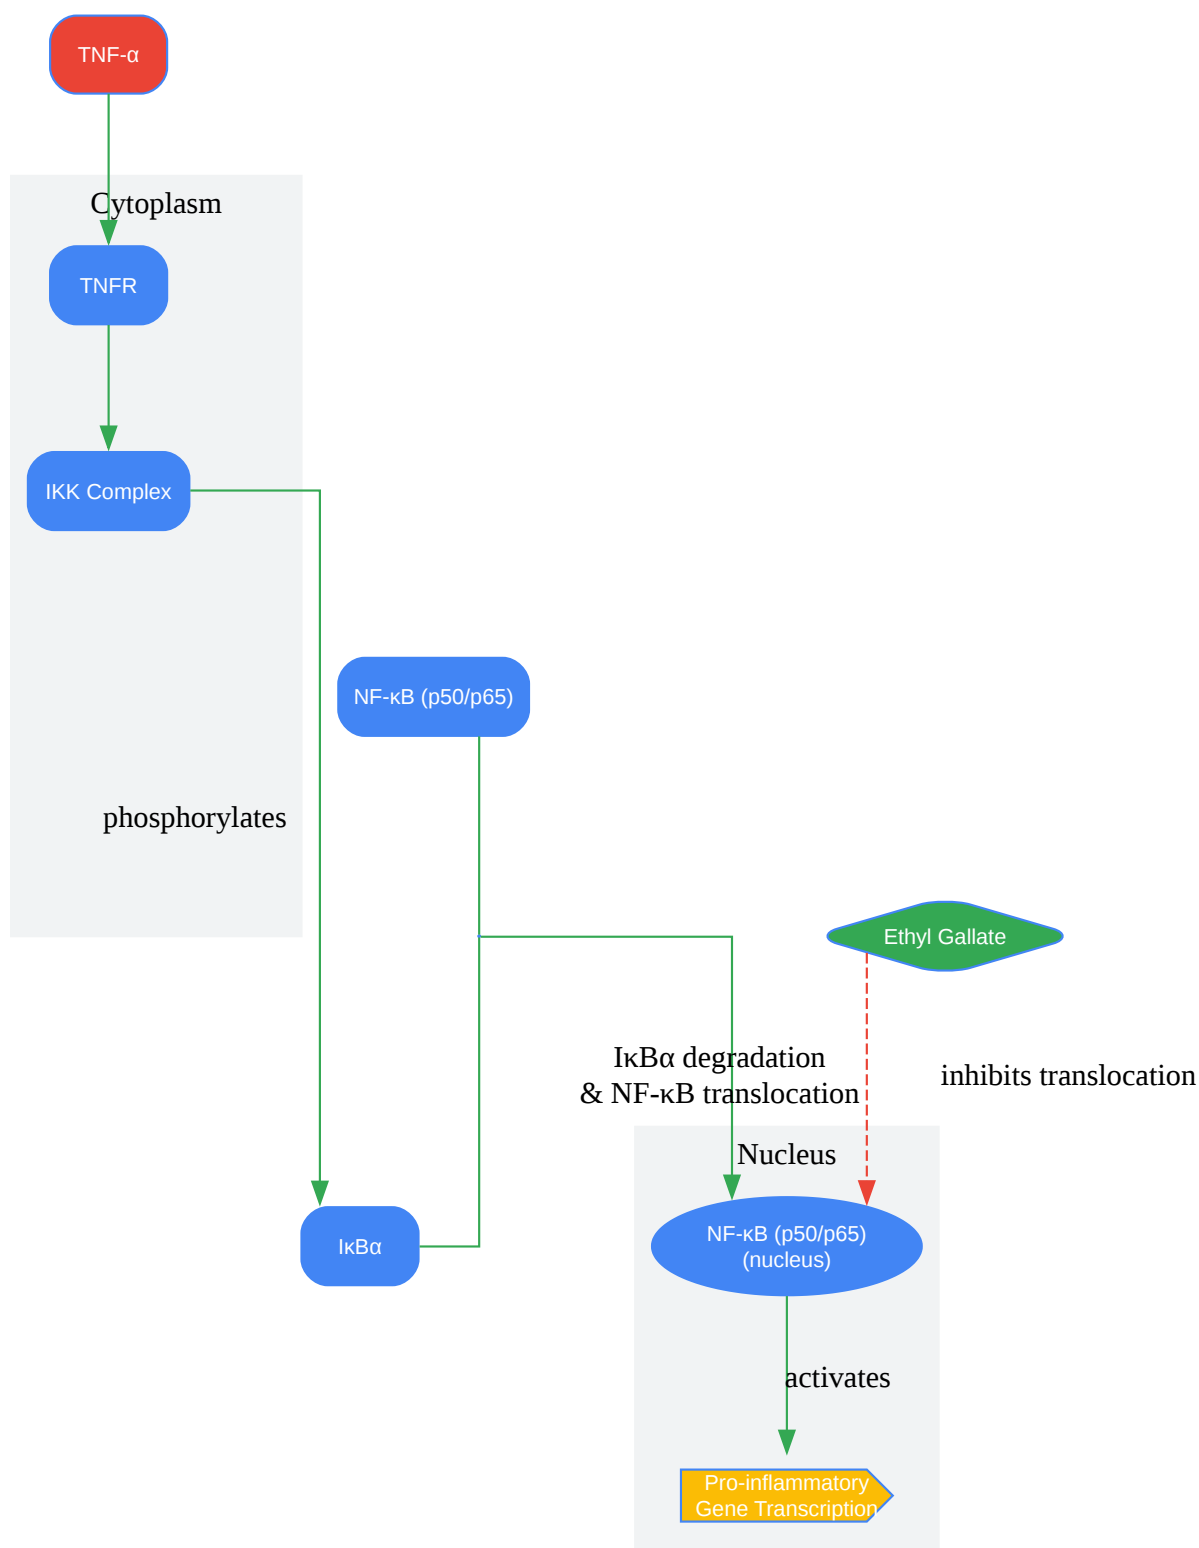 TNF-α
Cytoplasm
TNFR
IKK Complex
NF-κB (p50/p65)
phosphorylates
Ethyl Gallate
IκBα degradation
& NF-κB translocation
inhibits translocation
Nucleus
IκBα
NF-κB (p50/p65)
(nucleus)
activates
Pro-inflammatory
Gene Transcription